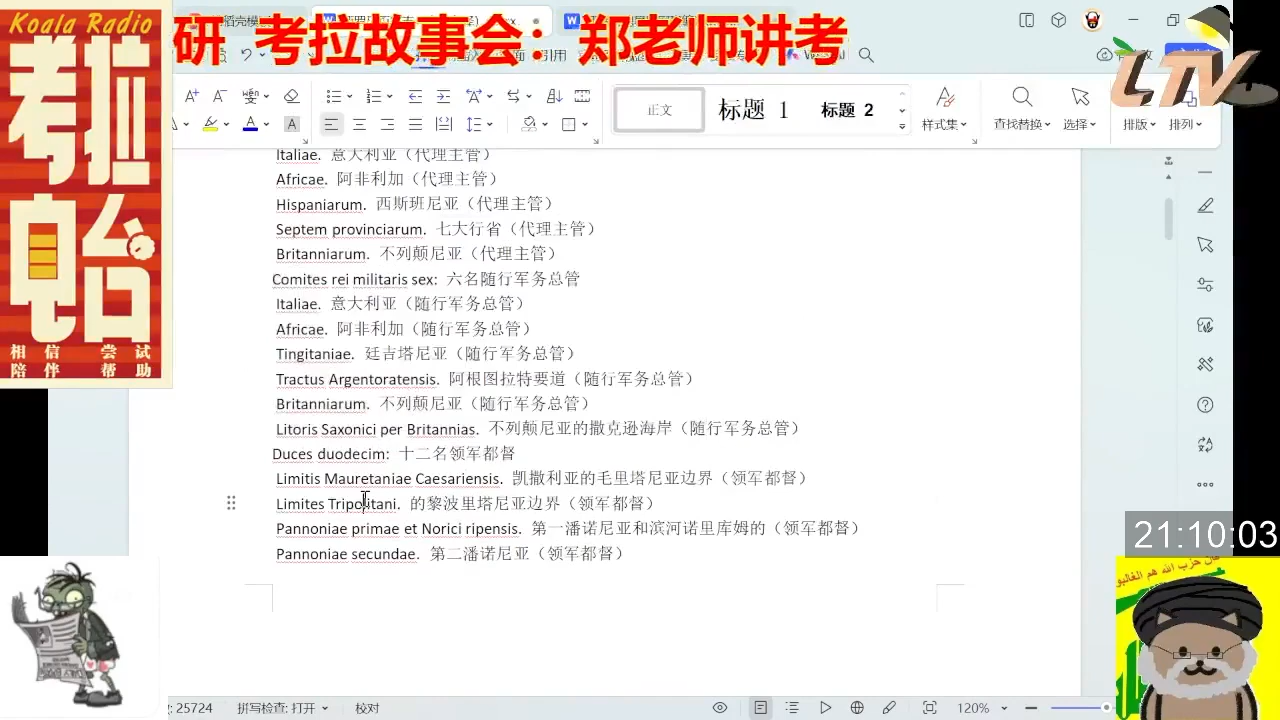 Koala Radio
考拉
电台
相信 尝试
陪伴 帮助
研 考拉故事会：郑老师讲考
LTV
引用
正文
标题 1
标题 2
样式集
查找替换
选择
排版
排列
Italiae. 意大利亚（代理主管）
Africae. 阿非利加（代理主管）
Hispaniarum. 西斯班尼亚（代理主管）
Septem provinciarum. 七大行省（代理主管）
Britanniarum. 不列颠尼亚（代理主管）
Comites rei militaris sex: 六名随行军务总管
Italiae. 意大利亚（随行军务总管）
Africae. 阿非利加（随行军务总管）
Tingitaniae. 廷吉塔尼亚（随行军务总管）
Tractus Argentoratensis. 阿根图拉特要道（随行军务总管）
Britanniarum. 不列颠尼亚（随行军务总管）
Litoris Saxonici per Britannias. 不列颠尼亚的撒克逊海岸（随行军务总管）
Duces duodecim: 十二名领军都督
Limitis Mauretaniae Caesariensis. 凯撒利亚的毛里塔尼亚边界（领军都督）
Limites Tripolitani. 的黎波里塔尼亚边界（领军都督）
Pannoniae primae et Norici ripensis. 第一潘诺尼亚和滨河诺里库姆的（领军都督）
Pannoniae secundae. 第二潘诺尼亚（领军都督）
21:10:03
: 25724
拼写检查: 打开
校对
120%